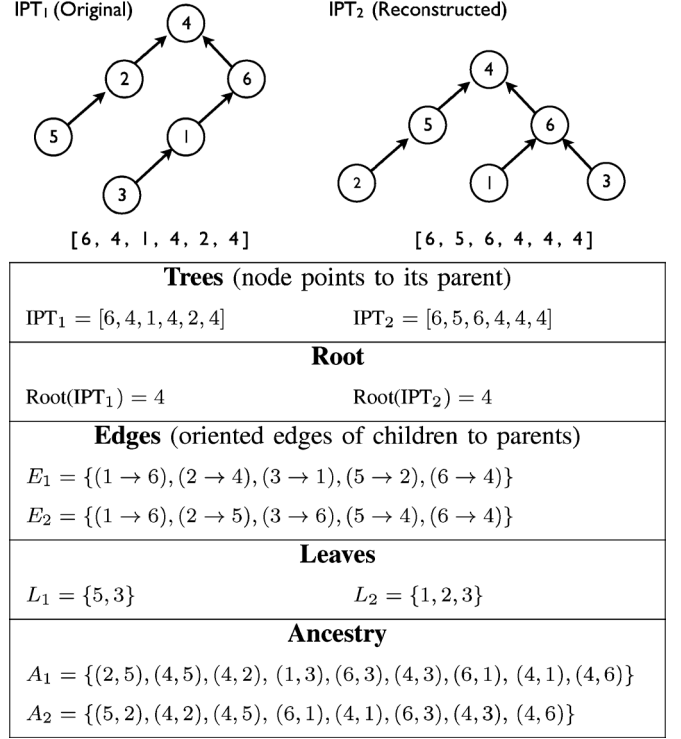 IPT₁ (Original)
IPT₂ (Reconstructed)
4
2
6
5
1
3
4
5
6
2
1
3
[6, 4, 1, 4, 2, 4]
[6, 5, 6, 4, 4, 4]
Trees (node points to its parent)
IPT₁ = [6, 4, 1, 4, 2, 4]
IPT₂ = [6, 5, 6, 4, 4, 4]
Root
Root(IPT₁) = 4
Root(IPT₂) = 4
Edges (oriented edges of children to parents)
E₁ = {(1 → 6), (2 → 4), (3 → 1), (5 → 2), (6 → 4)}
E₂ = {(1 → 6), (2 → 5), (3 → 6), (5 → 4), (6 → 4)}
Leaves
L₁ = {5, 3}
L₂ = {1, 2, 3}
Ancestry
A₁ = {(2, 5), (4, 5), (4, 2), (1, 3), (6, 3), (4, 3), (6, 1), (4, 1), (4, 6)}
A₂ = {(5, 2), (4, 2), (4, 5), (6, 1), (4, 1), (6, 3), (4, 3), (4, 6)}